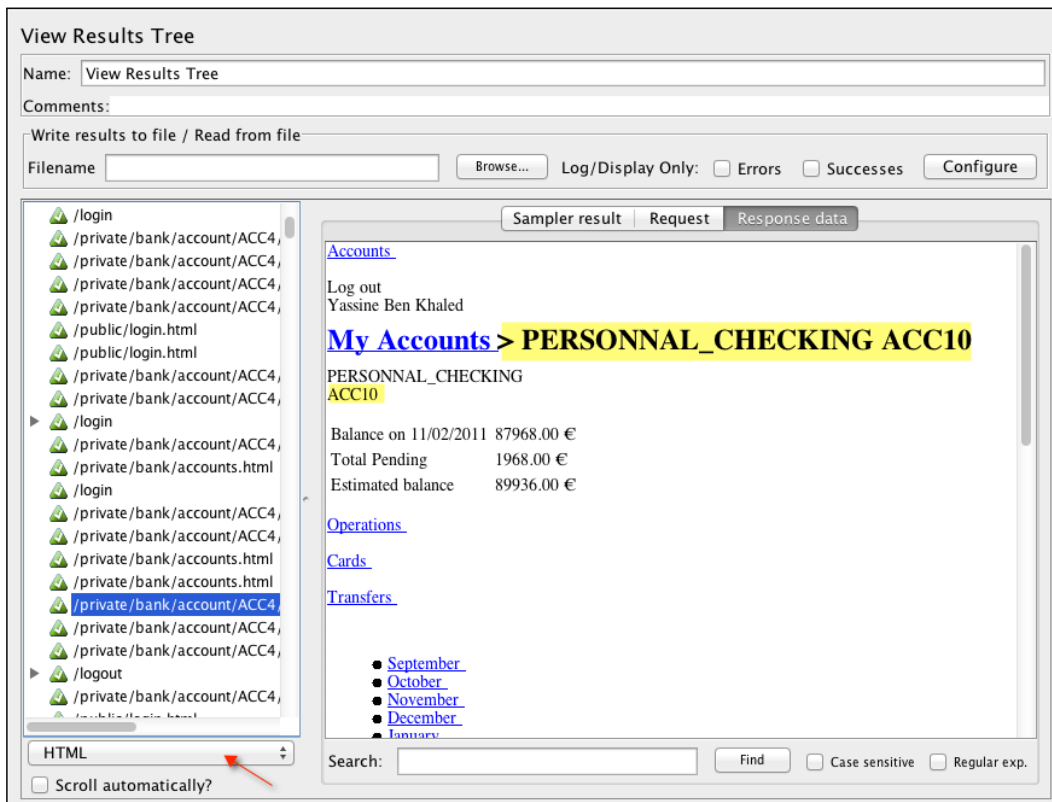 View Results Tree
Name: View Results Tree
Comments:
Write results to file / Read from file
Filename Browse... Log/Display Only: Errors Successes Configure
/login
/private/bank/account/ACC4/
/private/bank/account/ACC4/
/private/bank/account/ACC4/
/private/bank/account/ACC4/
/public/login.html
/public/login.html
/private/bank/account/ACC4/
/private/bank/account/ACC4/
/login
/private/bank/account/ACC4/
/private/bank/accounts.html
/login
/private/bank/account/ACC4/
/private/bank/account/ACC4/
/private/bank/accounts.html
/private/bank/accounts.html
/private/bank/account/ACC4/
/private/bank/account/ACC4/
/private/bank/account/ACC4/
/logout
/private/bank/account/ACC4/
/public/login.html
HTML
Scroll automatically?
Sampler result Request Response data
Accounts
Log out
Yassine Ben Khaled
My Accounts > PERSONNAL_CHECKING ACC10
PERSONNAL_CHECKING
ACC10
Balance on 11/02/2011 87968.00 €
Total Pending 1968.00 €
Estimated balance 89936.00 €
Operations
Cards
Transfers
September
October
November
December
January
Search: Find Case sensitive Regular exp.